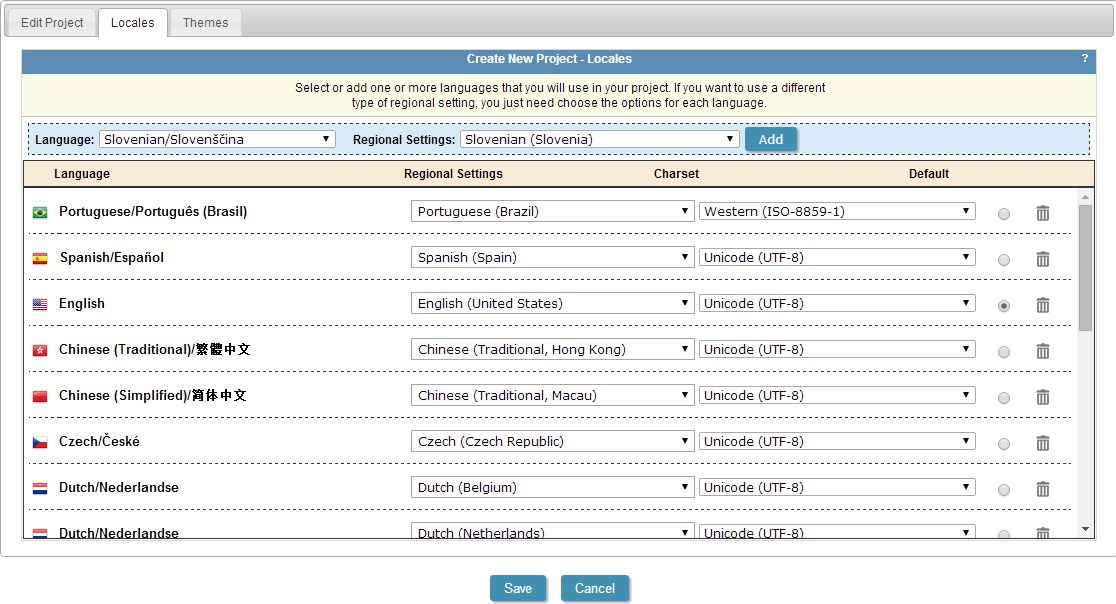 Edit Project Locales Themes
Create New Project - Locales ?
Select or add one or more languages that you will use in your project. If you want to use a different
type of regional setting, you just need choose the options for each language.
Language: Slovenian/Slovenščina Regional Settings: Slovenian (Slovenia) Add
Language Regional Settings Charset Default
Portuguese/Português (Brasil) Portuguese (Brazil) Western (ISO-8859-1)
Spanish/Español Spanish (Spain) Unicode (UTF-8)
English English (United States) Unicode (UTF-8)
Chinese (Traditional)/繁體中文 Chinese (Traditional, Hong Kong) Unicode (UTF-8)
Chinese (Simplified)/简体中文 Chinese (Traditional, Macau) Unicode (UTF-8)
Czech/České Czech (Czech Republic) Unicode (UTF-8)
Dutch/Nederlandse Dutch (Belgium) Unicode (UTF-8)
Dutch/Nederlandse Dutch (Netherlands) Unicode (UTF-8)
Save Cancel